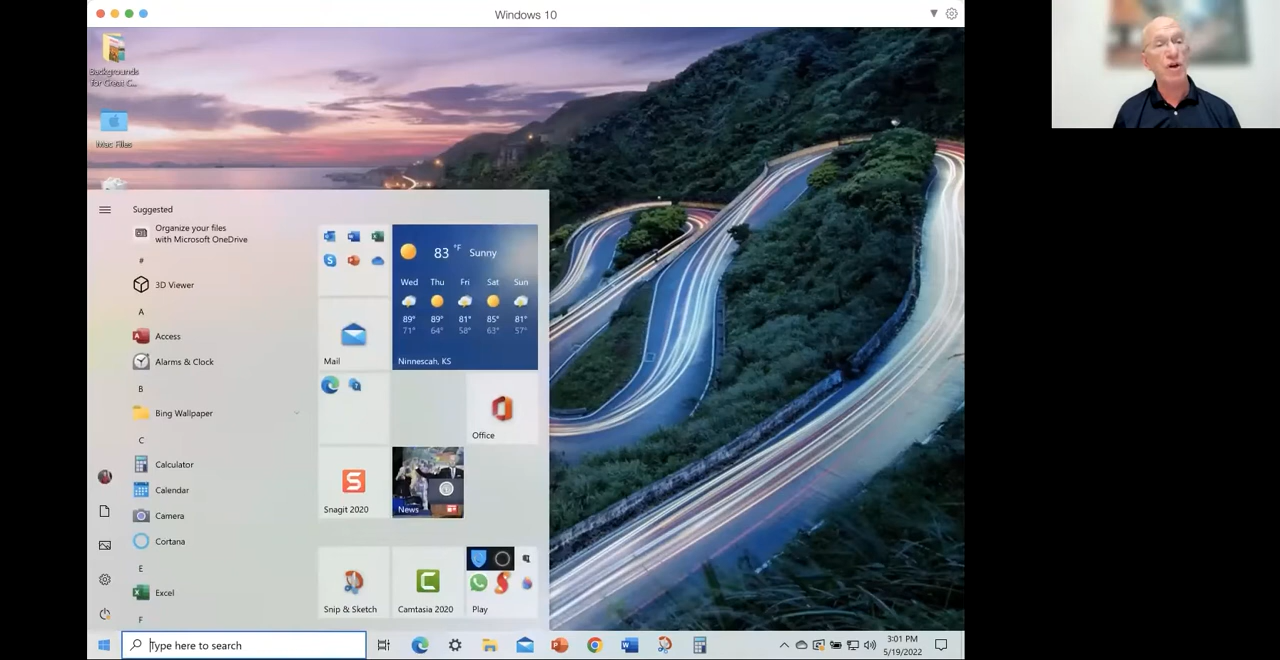 Windows 10
Backgrounds
for Great C...
Mac Files
Suggested
Organize your files
with Microsoft OneDrive
#
3D Viewer
A
Access
Alarms & Clock
B
Bing Wallpaper
C
Calculator
Calendar
Camera
Cortana
E
Excel
F
83 °F Sunny
Wed Thu Fri Sat Sun
89° 89° 81° 85° 81°
71° 64° 58° 63° 57°
Ninnescah, KS
Mail
Office
Snagit 2020
News
Snip & Sketch
Camtasia 2020
Play
Type here to search
3:01 PM
5/19/2022